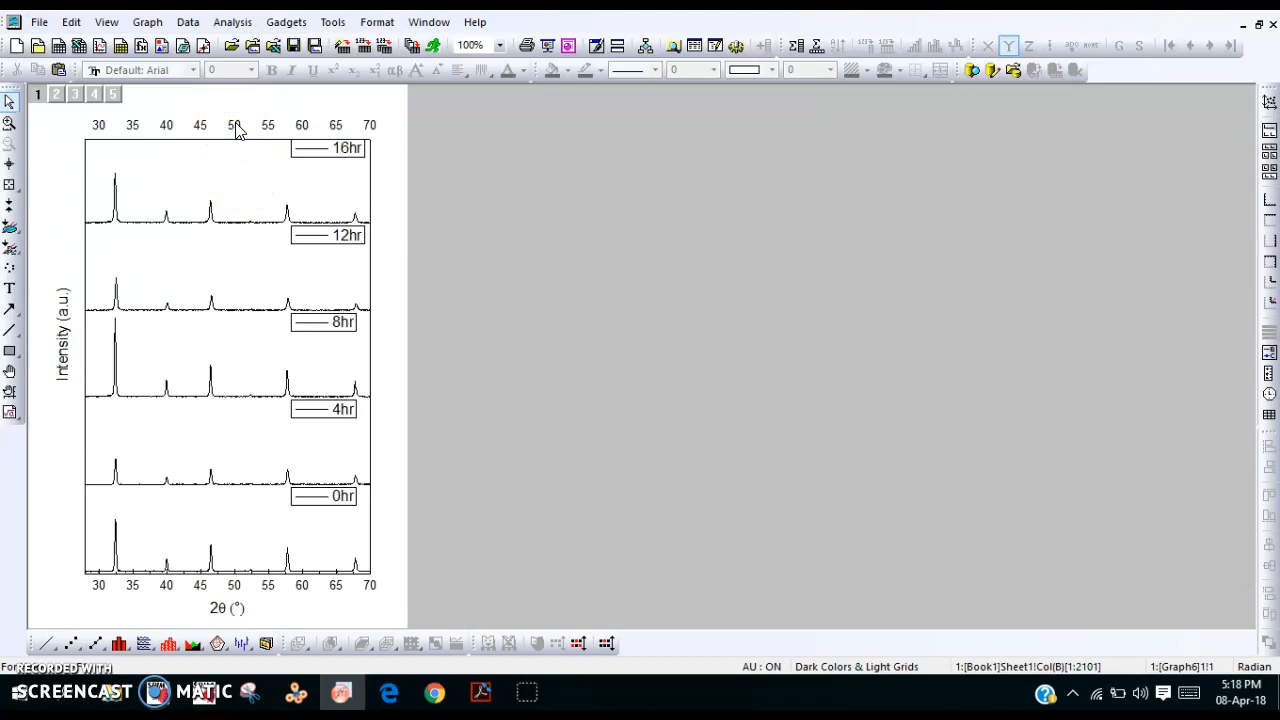 File Edit View Graph Data Analysis Gadgets Tools Format Window Help
100%
Default: Arial 0 B I U αβ A A A 0 0
1 2 3 4 5
30 35 40 45 50 55 60 65 70
16hr
12hr
8hr
4hr
0hr
Intensity (a.u.)
30 35 40 45 50 55 60 65 70
2θ (°)
AU : ON Dark Colors & Light Grids 1:[Book1]Sheet1!Col(B)[1:2101] 1:[Graph6]1!1 Radian
RECORDED WITH
SCREENCAST MATIC
5:18 PM
08-Apr-18